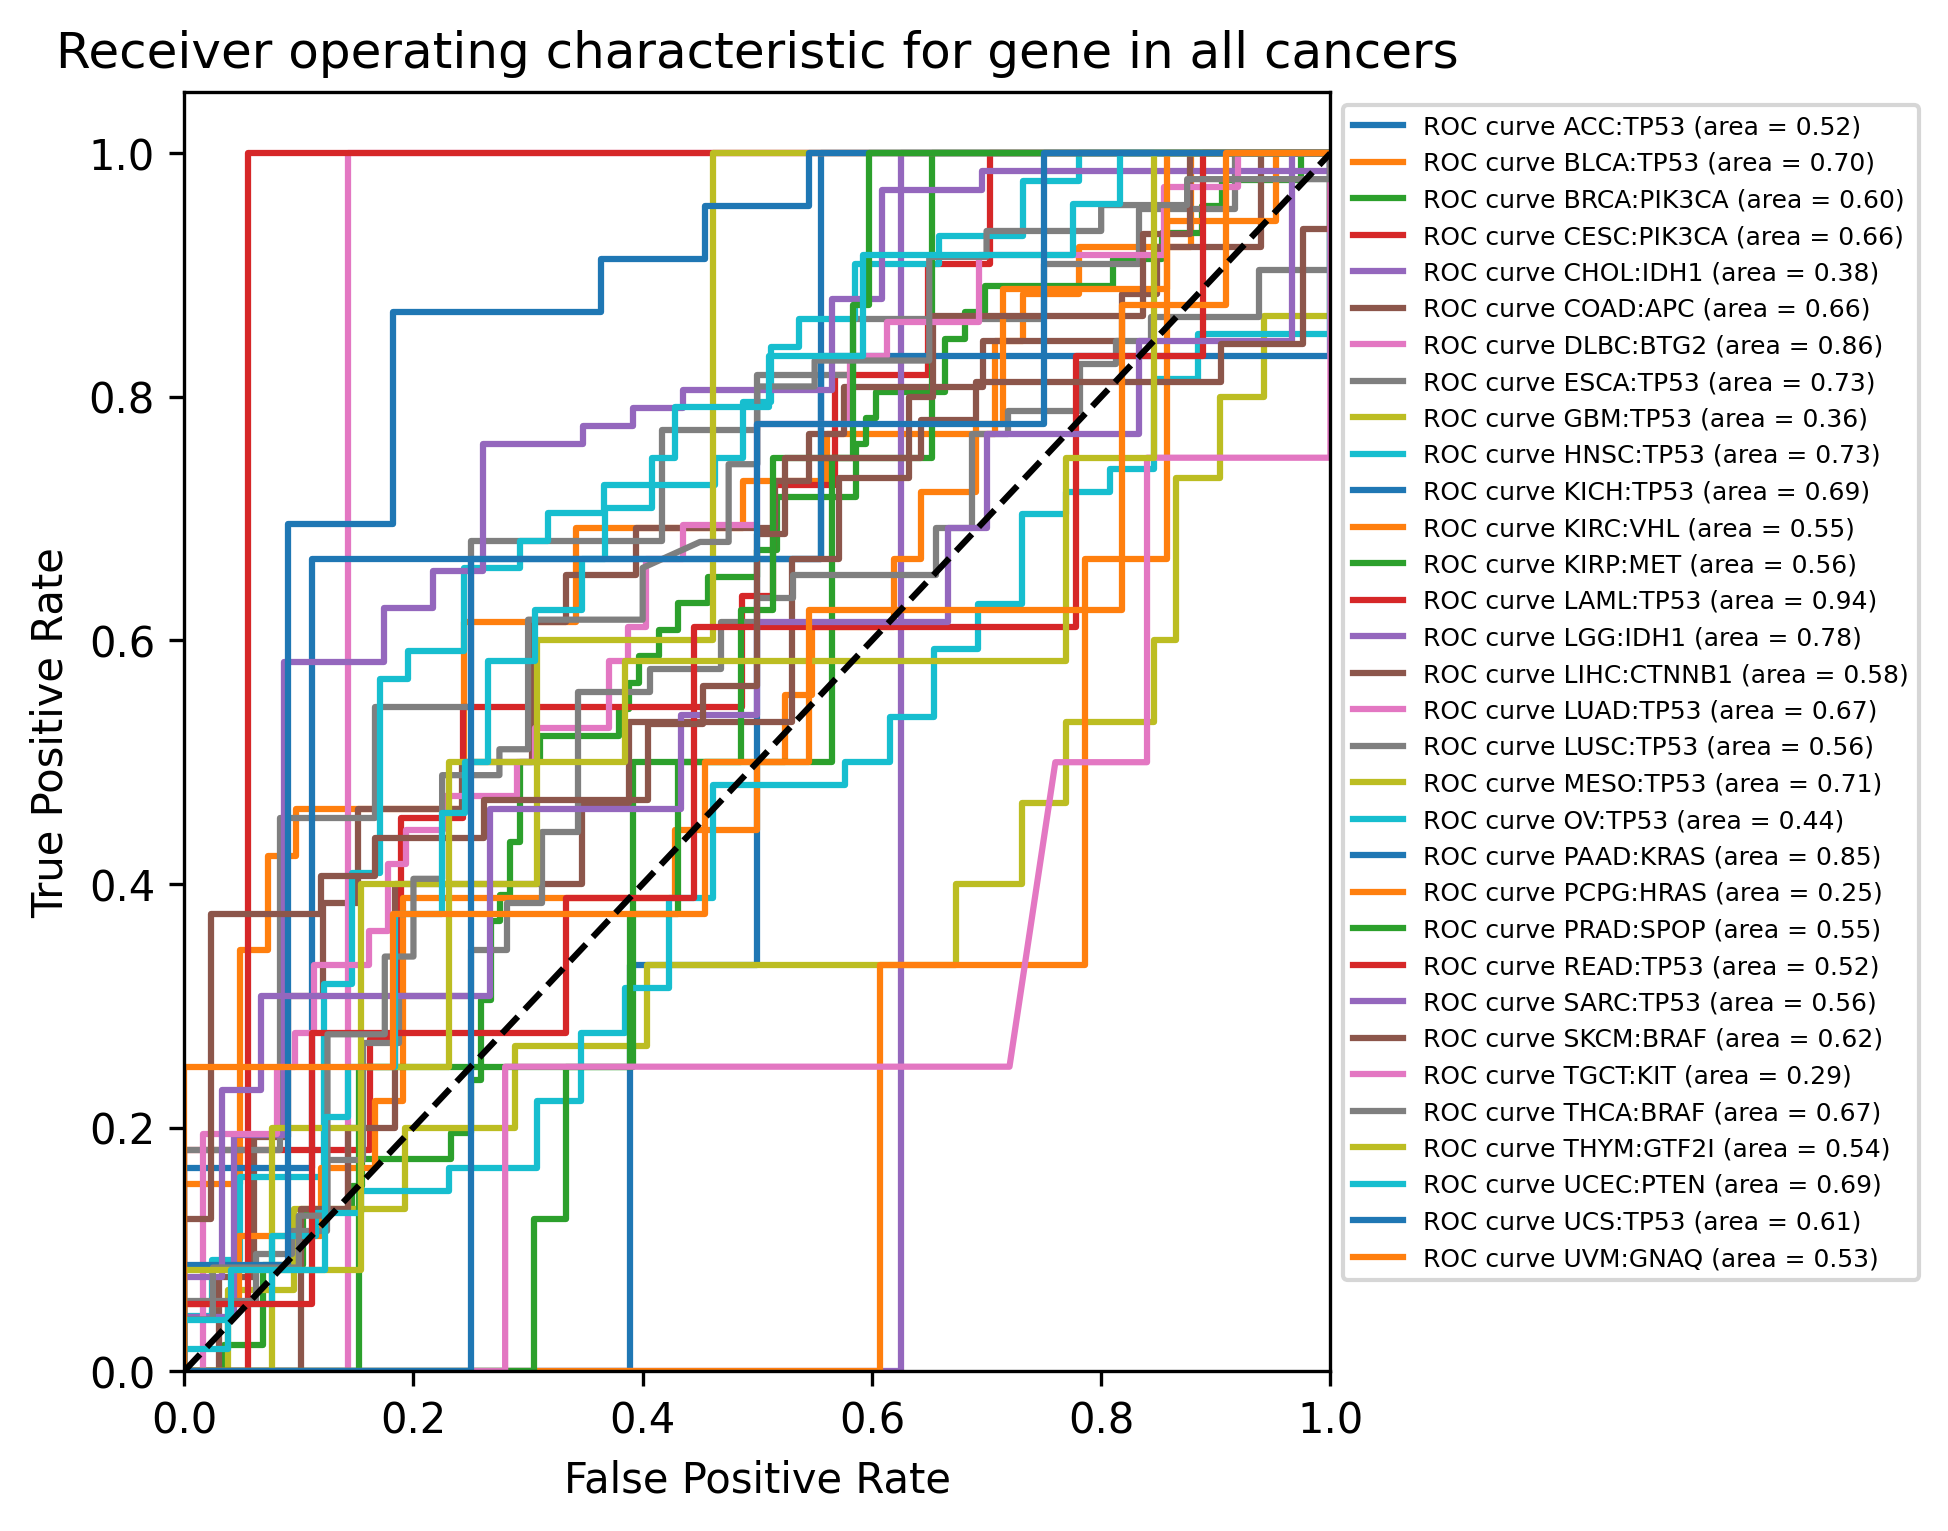 Receiver operating characteristic for gene in all cancers
True Positive Rate
1.0
0.8
0.6
0.4
0.2
0.0
0.0 0.2 0.4 0.6 0.8 1.0
False Positive Rate
ROC curve ACC:TP53 (area = 0.52)
ROC curve BLCA:TP53 (area = 0.70)
ROC curve BRCA:PIK3CA (area = 0.60)
ROC curve CESC:PIK3CA (area = 0.66)
ROC curve CHOL:IDH1 (area = 0.38)
ROC curve COAD:APC (area = 0.66)
ROC curve DLBC:BTG2 (area = 0.86)
ROC curve ESCA:TP53 (area = 0.73)
ROC curve GBM:TP53 (area = 0.36)
ROC curve HNSC:TP53 (area = 0.73)
ROC curve KICH:TP53 (area = 0.69)
ROC curve KIRC:VHL (area = 0.55)
ROC curve KIRP:MET (area = 0.56)
ROC curve LAML:TP53 (area = 0.94)
ROC curve LGG:IDH1 (area = 0.78)
ROC curve LIHC:CTNNB1 (area = 0.58)
ROC curve LUAD:TP53 (area = 0.67)
ROC curve LUSC:TP53 (area = 0.56)
ROC curve MESO:TP53 (area = 0.71)
ROC curve OV:TP53 (area = 0.44)
ROC curve PAAD:KRAS (area = 0.85)
ROC curve PCPG:HRAS (area = 0.25)
ROC curve PRAD:SPOP (area = 0.55)
ROC curve READ:TP53 (area = 0.52)
ROC curve SARC:TP53 (area = 0.56)
ROC curve SKCM:BRAF (area = 0.62)
ROC curve TGCT:KIT (area = 0.29)
ROC curve THCA:BRAF (area = 0.67)
ROC curve THYM:GTF2I (area = 0.54)
ROC curve UCEC:PTEN (area = 0.69)
ROC curve UCS:TP53 (area = 0.61)
ROC curve UVM:GNAQ (area = 0.53)